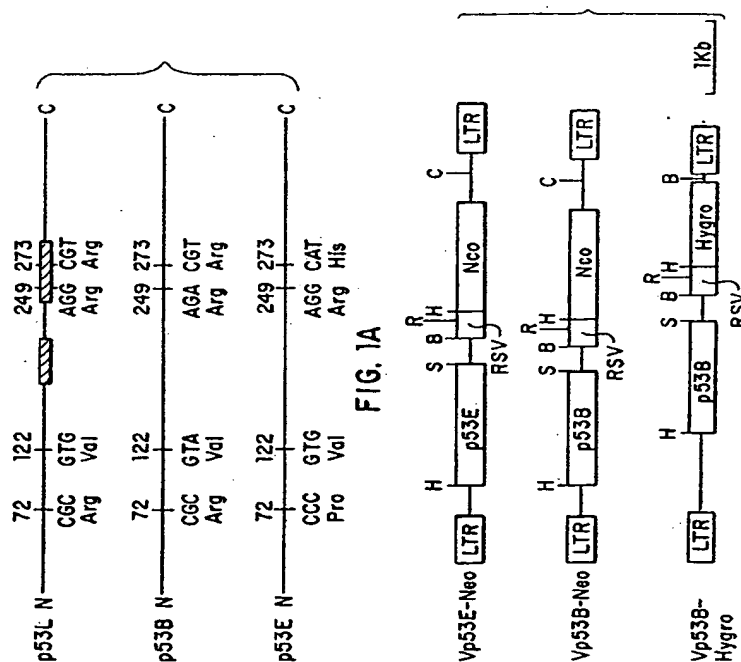 72 122 249 273
p53L N C
CGC GTG AGG CGT
Arg Val Arg Arg
72 122 249 273
p53B N C
CGC GTA AGA CGT
Arg Val Arg Arg
72 122 249 273
p53E N C
CCC GTG AGG CAT
Pro Val Arg His
FIG. 1A
H S B R H C
Vp53E-Neo LTR p53E Nco LTR
RSV
H S B R H C
Vp53B-Neo LTR p53B Nco LTR
RSV
H S B R H B
Vp53B- LTR p53B Hygro LTR
Hygro
RSV
1Kb